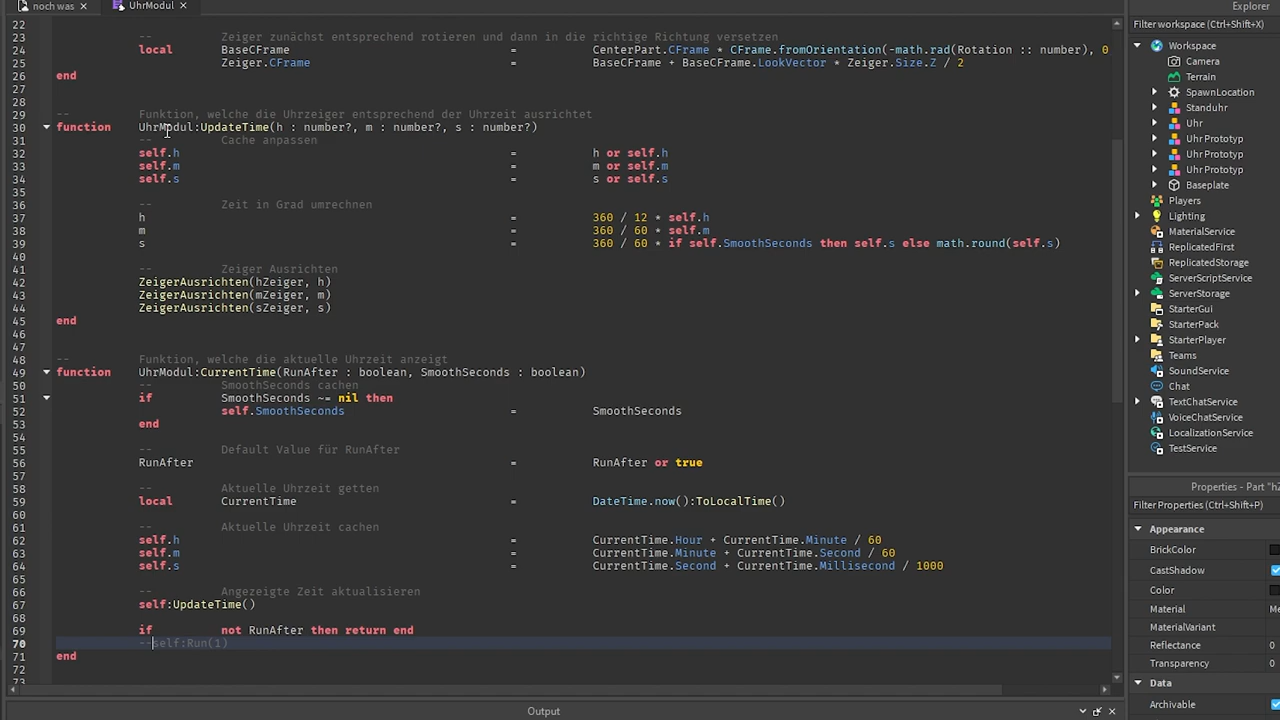 noch was ×
UhrModul ×
Explorer
Filter workspace (Ctrl+Shift+X)
22
23 -- Zeiger zunächst entsprechend rotieren und dann in die richtige Richtung versetzen
24 local BaseCFrame = CenterPart.CFrame * CFrame.fromOrientation(-math.rad(Rotation :: number), 0
25 Zeiger.CFrame = BaseCFrame + BaseCFrame.LookVector * Zeiger.Size.Z / 2
26 end
27
28
29 -- Funktion, welche die Uhrzeiger entsprechend der Uhrzeit ausrichtet
30 function UhrModul:UpdateTime(h : number?, m : number?, s : number?)
31 -- Cache anpassen
32 self.h = h or self.h
33 self.m = m or self.m
34 self.s = s or self.s
35
36 -- Zeit in Grad umrechnen
37 h = 360 / 12 * self.h
38 m = 360 / 60 * self.m
39 s = 360 / 60 * if self.SmoothSeconds then self.s else math.round(self.s)
40
41 -- Zeiger Ausrichten
42 ZeigerAusrichten(hZeiger, h)
43 ZeigerAusrichten(mZeiger, m)
44 ZeigerAusrichten(sZeiger, s)
45 end
46
47
48 -- Funktion, welche die aktuelle Uhrzeit anzeigt
49 function UhrModul:CurrentTime(RunAfter : boolean, SmoothSeconds : boolean)
50 -- SmoothSeconds cachen
51 if SmoothSeconds ~= nil then
52 self.SmoothSeconds = SmoothSeconds
53 end
54
55 -- Default Value für RunAfter
56 RunAfter = RunAfter or true
57
58 -- Aktuelle Uhrzeit getten
59 local CurrentTime = DateTime.now():ToLocalTime()
60
61 -- Aktuelle Uhrzeit cachen
62 self.h = CurrentTime.Hour + CurrentTime.Minute / 60
63 self.m = CurrentTime.Minute + CurrentTime.Second / 60
64 self.s = CurrentTime.Second + CurrentTime.Millisecond / 1000
65
66 -- Angezeigte Zeit aktualisieren
67 self:UpdateTime()
68
69 if not RunAfter then return end
70 --self:Run(1)
71 end
72
73
Output
Workspace
Camera
Terrain
SpawnLocation
Standuhr
Uhr
Uhr Prototyp
Uhr Prototyp
Uhr Prototyp
Baseplate
Players
Lighting
MaterialService
ReplicatedFirst
ReplicatedStorage
ServerScriptService
ServerStorage
StarterGui
StarterPack
StarterPlayer
Teams
SoundService
Chat
TextChatService
VoiceChatService
LocalizationService
TestService
Properties - Part "h
Filter Properties (Ctrl+Shift+P)
Appearance
BrickColor
CastShadow
Color
Material Me
MaterialVariant
Reflectance 0
Transparency 0
Data
Archivable